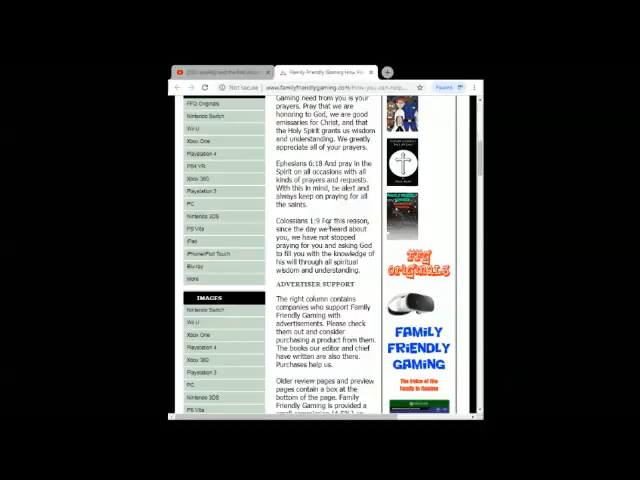 Family Friendly Gaming How
Not secure
www.familyfriendlygaming.com/How-you-can-help
Paused
FFG Originals
Nintendo Switch
Wii U
Xbox One
Playstation 4
PS4 VR
Xbox 360
Playstation 3
PC
Nintendo 3DS
PS Vita
iPad
iPhone/iPod Touch
Blu-ray
More
IMAGES
Nintendo Switch
Wii U
Xbox One
Playstation 4
Xbox 360
Playstation 3
PC
Nintendo 3DS
PS Vita
Gaming need from you is your
prayers. Pray that we are
honoring to God, we are good
emissaries for Christ, and that
the Holy Spirit grants us wisdom
and understanding. We greatly
appreciate all of your prayers.
Ephesians 6:18 And pray in the
Spirit on all occasions with all
kinds of prayers and requests.
With this in mind, be alert and
always keep on praying for all
the saints.
Colossians 1:9 For this reason,
since the day we heard about
you, we have not stopped
praying for you and asking God
to fill you with the knowledge of
his will through all spiritual
wisdom and understanding.
ADVERTISER SUPPORT
The right column contains
companies who support Family
Friendly Gaming with
advertisements. Please check
them out and consider
purchasing a product from them.
The books our editor and chief
have written are also there.
Purchases help us.
Older review pages and preview
pages contain a box at the
bottom of the page. Family
Friendly Gaming is provided a
FFG
ORIGINALS
FAMILY
FRIENDLY
GAMING
The Voice of the
Family in Gaming